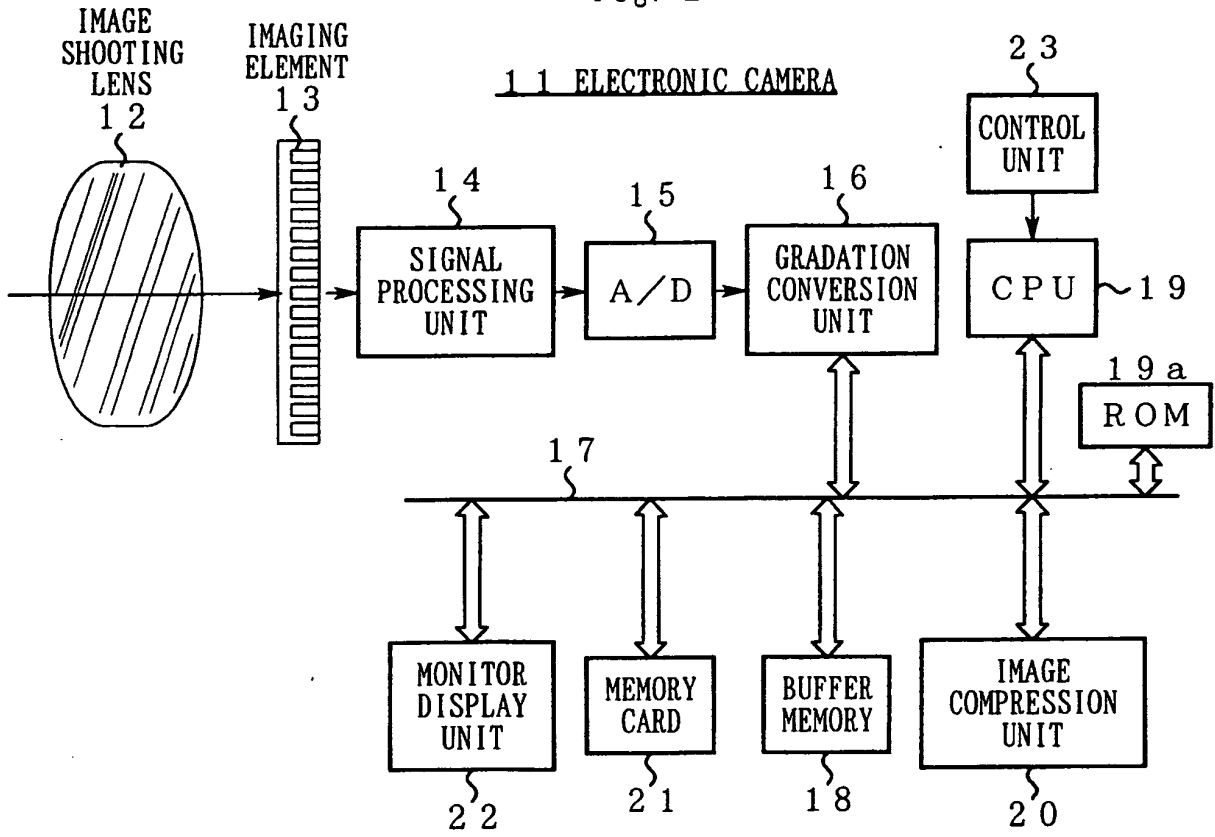 IMAGE
SHOOTING
LENS
12
IMAGING
ELEMENT
13
11 ELECTRONIC CAMERA
23
CONTROL
UNIT
14
SIGNAL
PROCESSING
UNIT
15
A/D
16
GRADATION
CONVERSION
UNIT
CPU
19
19a
ROM
17
MONITOR
DISPLAY
UNIT
22
MEMORY
CARD
21
BUFFER
MEMORY
18
IMAGE
COMPRESSION
UNIT
20